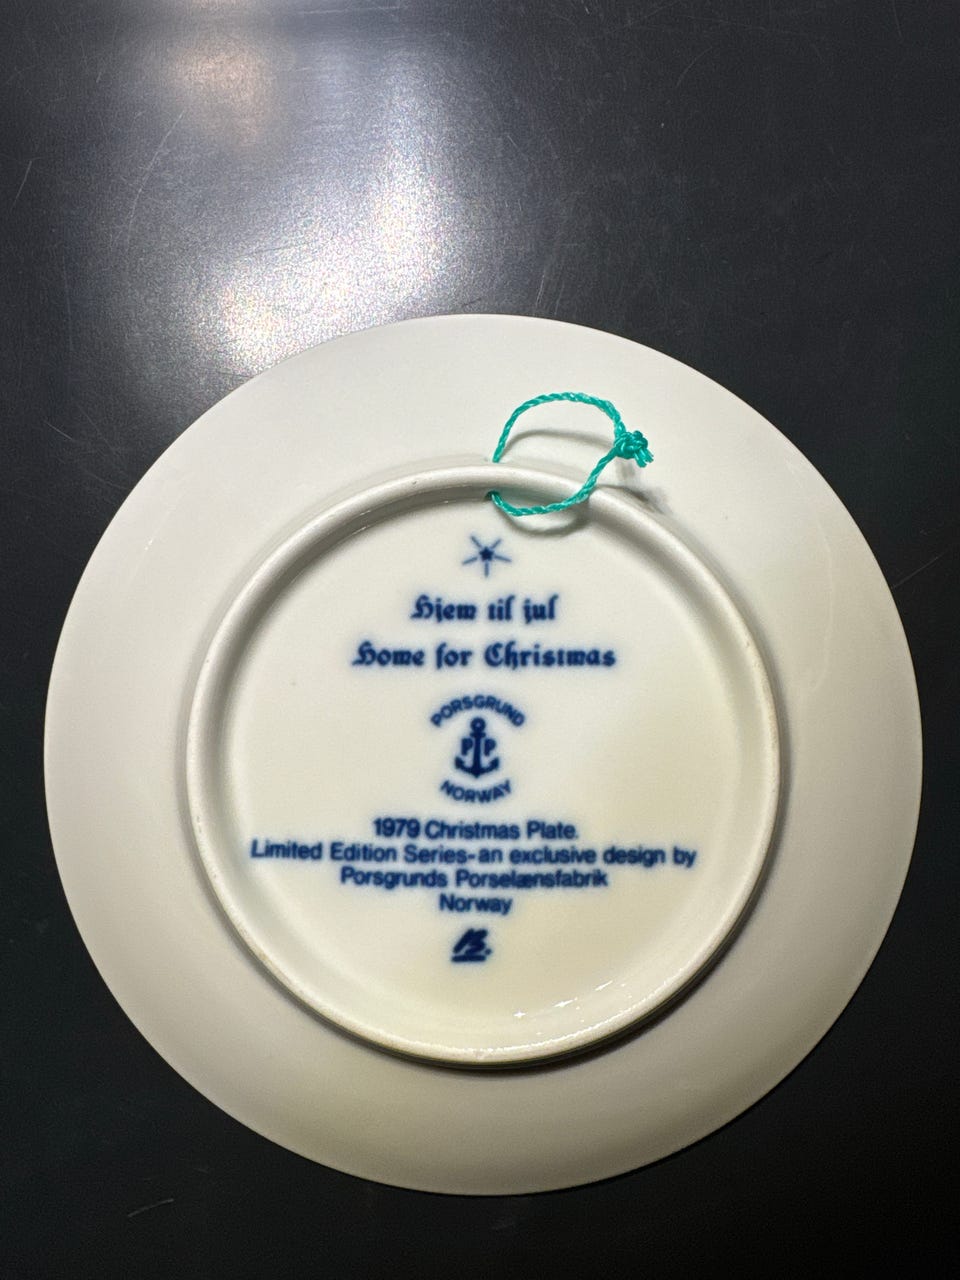 Hjem til jul
Home for Christmas
PORSGRUND
P P
NORWAY
1979 Christmas Plate.
Limited Edition Series-an exclusive design by
Porsgrunds Porselænsfabrik
Norway